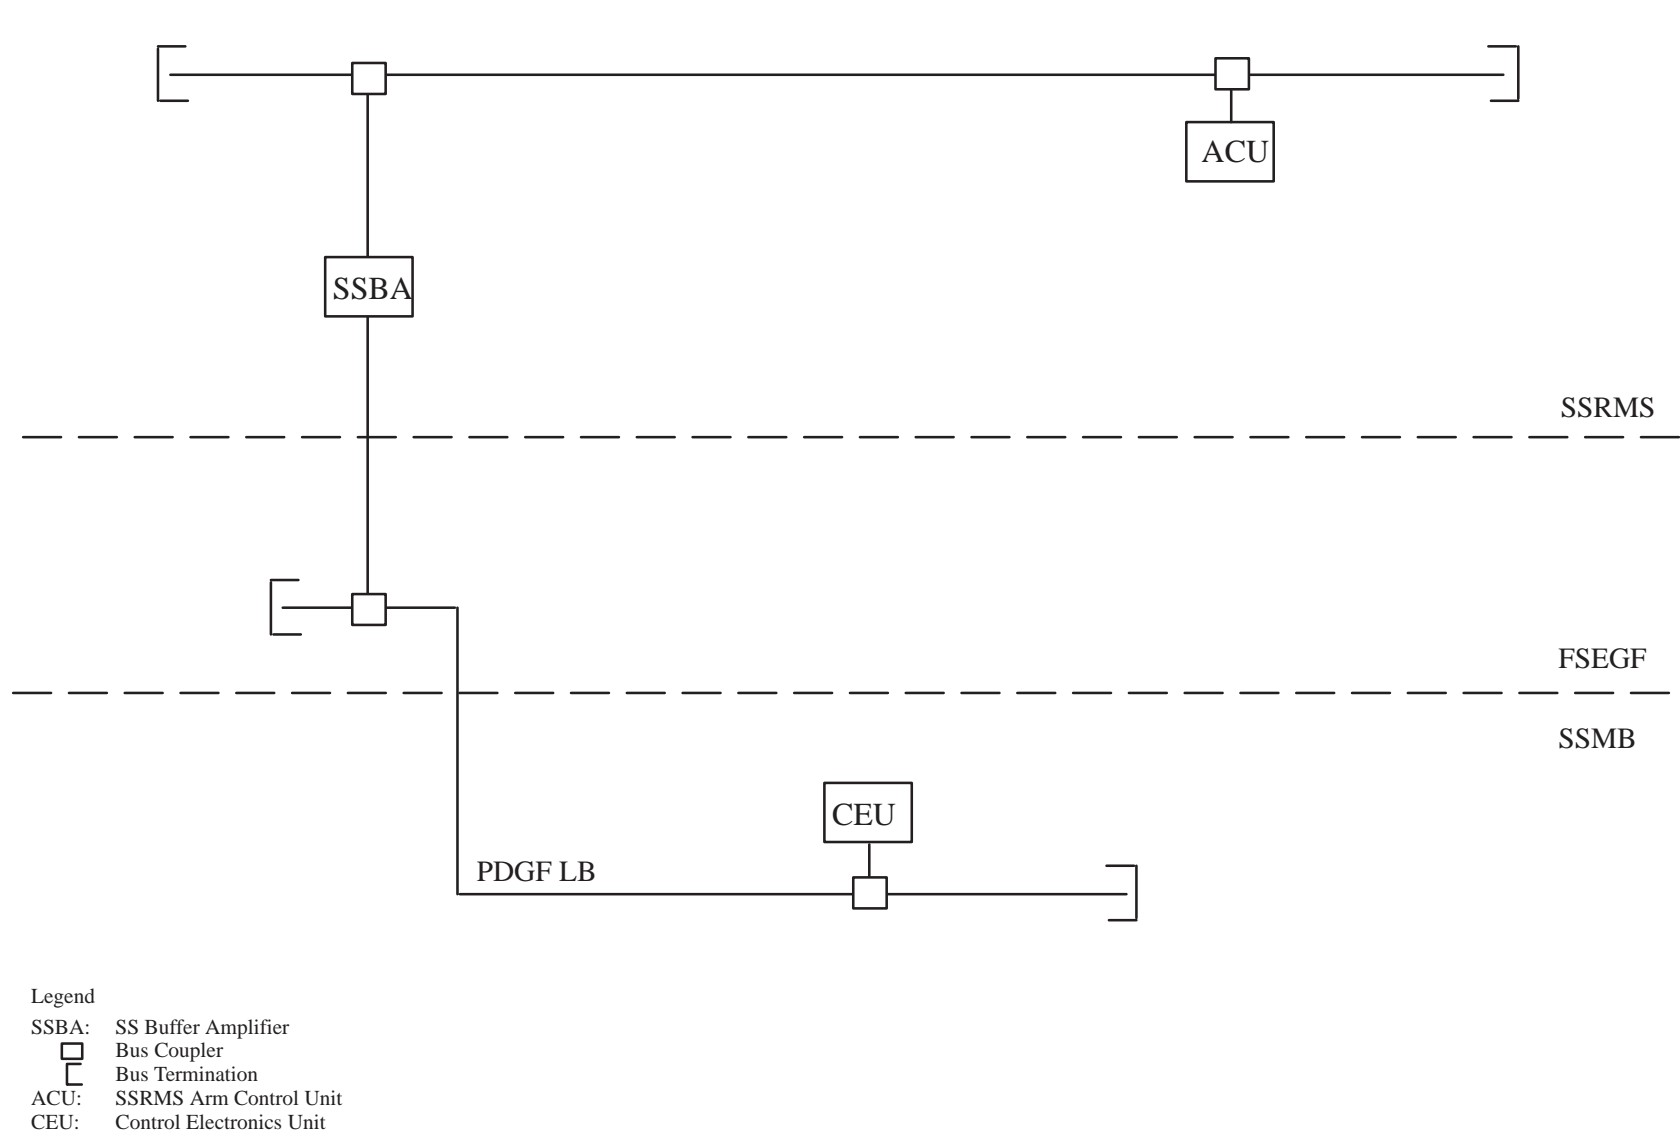 ACU
SSBA
SSRMS
FSEGF
SSMB
CEU
PDGF LB
Legend
SSBA: SS Buffer Amplifier
Bus Coupler
Bus Termination
ACU: SSRMS Arm Control Unit
CEU: Control Electronics Unit